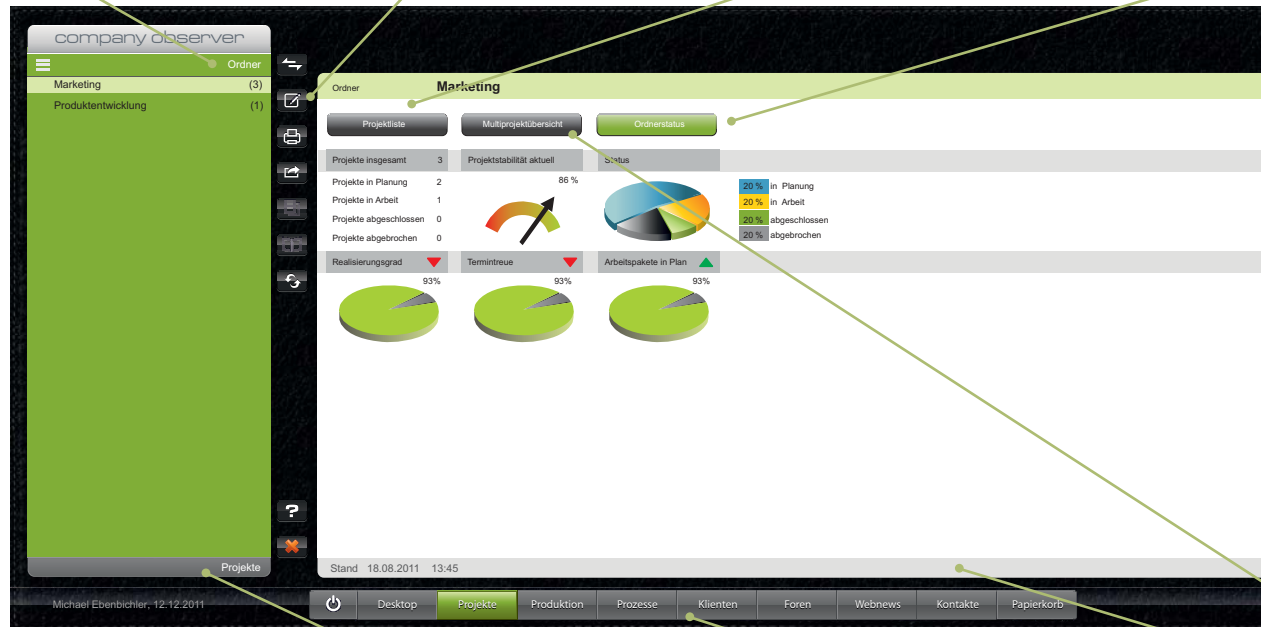 company observer
Ordner
Marketing (3)
Produktentwicklung (1)
Ordner Marketing
Projektliste Multiprojektübersicht Ordnerstatus
Projekte insgesamt 3 Projektstabilität aktuell Status
Projekte in Planung 2 86 % 20 % in Planung
Projekte in Arbeit 1 20 % in Arbeit
Projekte abgeschlossen 0 20 % abgeschlossen
Projekte abgebrochen 0 20 % abgebrochen
Realisierungsgrad Termintreue Arbeitspakete in Plan
93% 93% 93%
?
Projekte
Stand 18.08.2011 13:45
Michael Ebenbichler, 12.12.2011
Desktop Projekte Produktion Prozesse Klienten Foren Webnews Kontakte Papierkorb